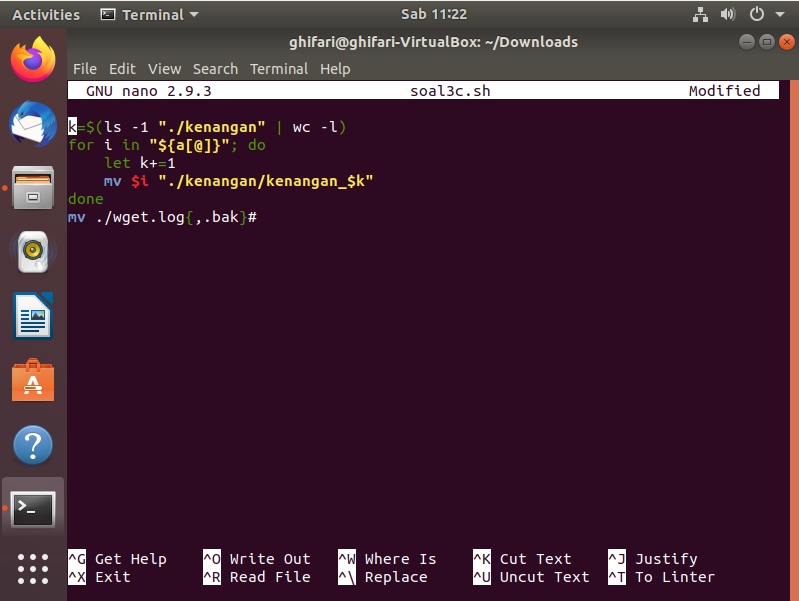 Activities Terminal Sab 11:22
ghifari@ghifari-VirtualBox: ~/Downloads
File Edit View Search Terminal Help
GNU nano 2.9.3 soal3c.sh Modified
k=$(ls -1 "./kenangan" | wc -l)
for i in "${a[@]}"; do
    let k+=1
    mv $i "./kenangan/kenangan_$k"
done
mv ./wget.log{,.bak}#
^G Get Help ^O Write Out ^W Where Is ^K Cut Text ^J Justify
^X Exit ^R Read File ^\ Replace ^U Uncut Text ^T To Linter